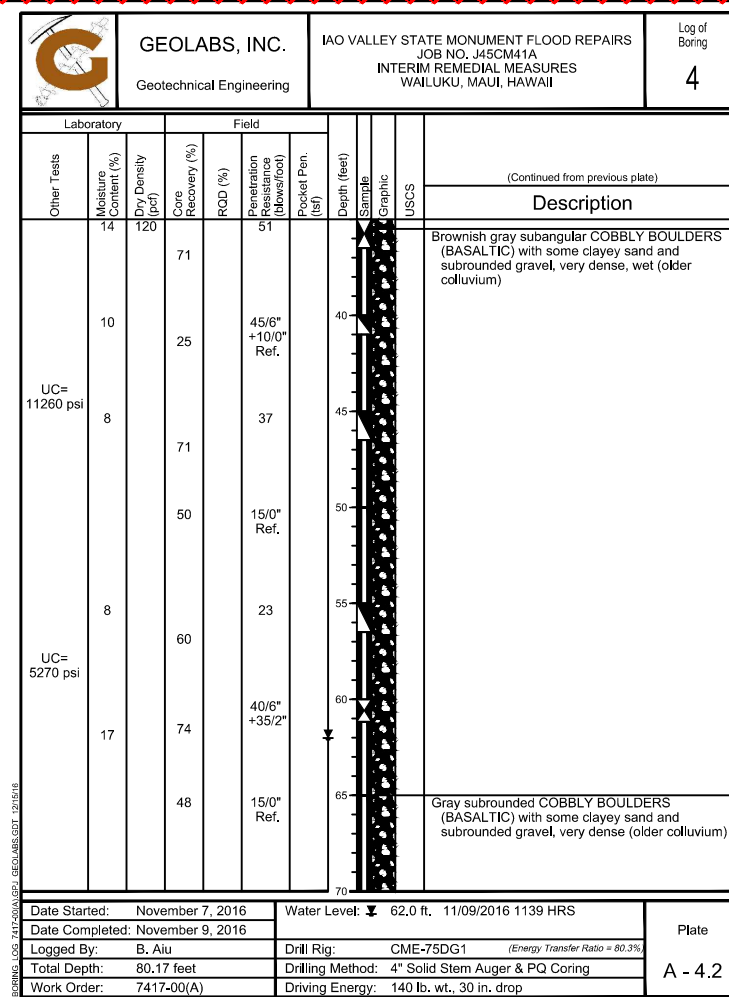 GEOLABS, INC.
Geotechnical Engineering
IAO VALLEY STATE MONUMENT FLOOD REPAIRS
JOB NO. J45CM41A
INTERIM REMEDIAL MEASURES
WAILUKU, MAUI, HAWAII
Log of
Boring
4
Laboratory
Field
Other Tests
Moisture
Content (%)
Dry Density
(pcf)
Core
Recovery (%)
RQD (%)
Penetration
Resistance
(blows/foot)
Pocket Pen.
(tsf)
Depth (feet)
Sample
Graphic
USCS
(Continued from previous plate)
Description
14 120 51
71
Brownish gray subangular COBBLY BOULDERS
(BASALTIC) with some clayey sand and
subrounded gravel, very dense, wet (older
colluvium)
40
10 45/6"
25 +10/0"
Ref.
UC=
11260 psi
45
8 37
71
50
50 15/0"
Ref.
55
8 23
60
UC=
5270 psi
60
40/6"
+35/2"
17 74
65
48 15/0"
Ref.
Gray subrounded COBBLY BOULDERS
(BASALTIC) with some clayey sand and
subrounded gravel, very dense (older colluvium)
70
BORING_LOG 7417-00(A).GPJ GEOLABS.GDT 12/15/16
Date Started: November 7, 2016
Date Completed: November 9, 2016
Logged By: B. Aiu
Total Depth: 80.17 feet
Work Order: 7417-00(A)
Water Level: 62.0 ft. 11/09/2016 1139 HRS
Drill Rig: CME-75DG1 (Energy Transfer Ratio = 80.3%)
Drilling Method: 4" Solid Stem Auger & PQ Coring
Driving Energy: 140 lb. wt., 30 in. drop
Plate
A - 4.2